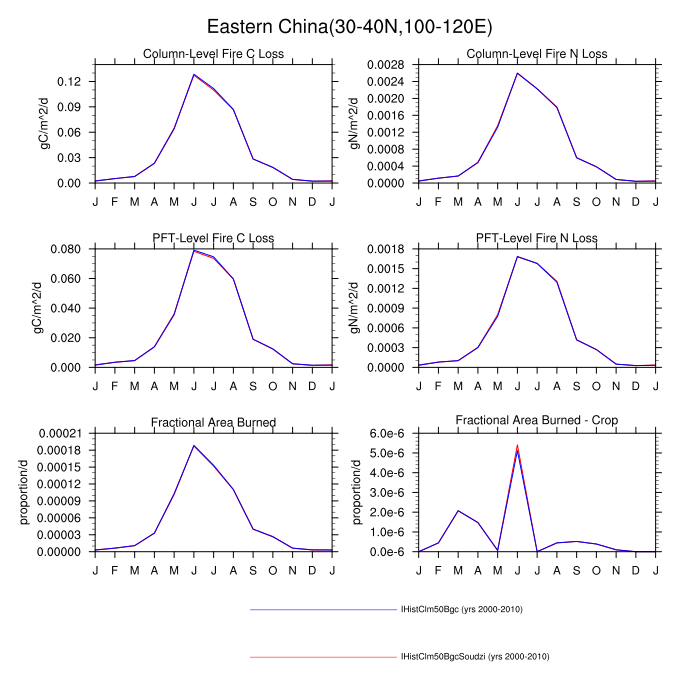 Eastern China(30-40N,100-120E)
Column-Level Fire C Loss
gC/m^2/d
0.12
0.09
0.06
0.03
0.00
J F M A M J J A S O N D J
Column-Level Fire N Loss
gN/m^2/d
0.0028
0.0024
0.0020
0.0016
0.0012
0.0008
0.0004
0.0000
J F M A M J J A S O N D J
PFT-Level Fire C Loss
gC/m^2/d
0.080
0.060
0.040
0.020
0.000
J F M A M J J A S O N D J
PFT-Level Fire N Loss
gN/m^2/d
0.0018
0.0015
0.0012
0.0009
0.0006
0.0003
0.0000
J F M A M J J A S O N D J
Fractional Area Burned
proportion/d
0.00021
0.00018
0.00015
0.00012
0.00009
0.00006
0.00003
0.00000
J F M A M J J A S O N D J
Fractional Area Burned - Crop
proportion/d
6.0e-6
5.0e-6
4.0e-6
3.0e-6
2.0e-6
1.0e-6
0.0e-6
J F M A M J J A S O N D J
IHistClm50Bgc (yrs 2000-2010)
IHistClm50BgcSoudzi (yrs 2000-2010)